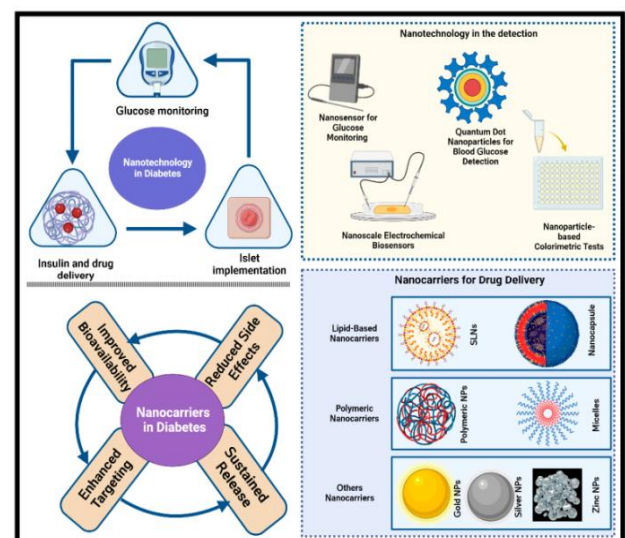 Glucose monitoring
Nanotechnology
in Diabetes
Insulin and drug
delivery
Islet
implementation
Nanotechnology in the detection
Nanosensor for
Glucose
Monitoring
Quantum Dot
Nanoparticles for
Blood Glucose
Detection
Nanoscale Electrochemical
Biosensors
Nanoparticle-
based
Colorimetric Tests
Improved
Bioavailability
Reduced Side
Effects
Nanocarriers
in Diabetes
Enhanced
Targeting
Sustained
Release
Nanocarriers for Drug Delivery
Lipid-Based
Nanocarriers
SLNs
Nanocapsule
Polymeric
Nanocarriers
Polymeric NPs
Micelles
Others
Nanocarriers
Gold NPs
Silver NPs
Zinc NPs